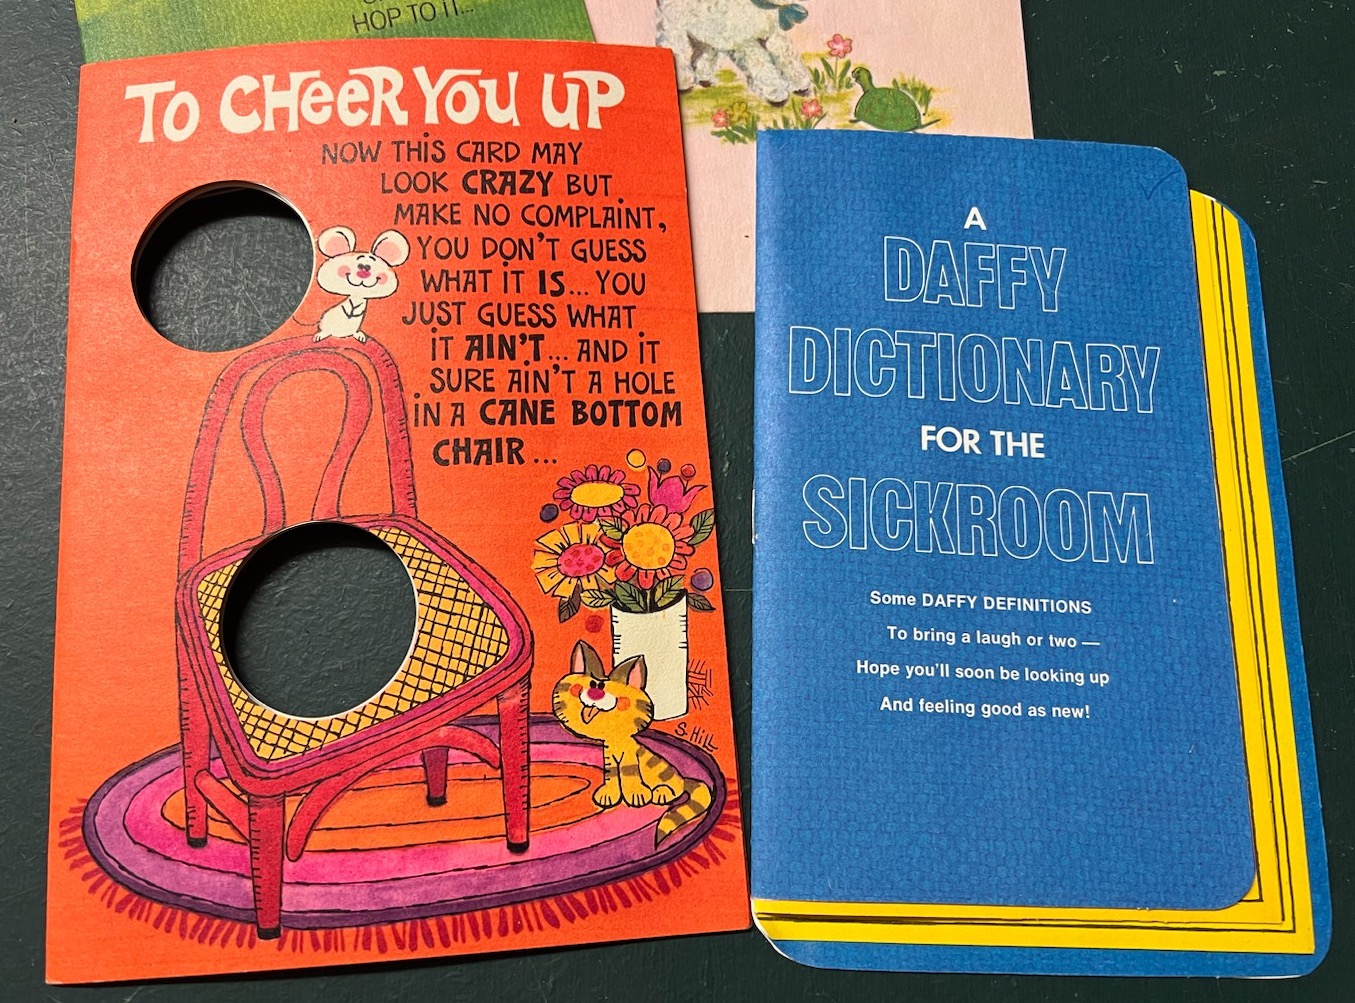 HOP TO IT...
TO CHEER YOU UP
NOW THIS CARD MAY
LOOK CRAZY BUT
MAKE NO COMPLAINT,
YOU DON'T GUESS
WHAT IT IS... YOU
JUST GUESS WHAT
IT AIN'T... AND IT
SURE AIN'T A HOLE
IN A CANE BOTTOM
CHAIR...
S. HILL
A
DAFFY
DICTIONARY
FOR THE
SICKROOM
Some DAFFY DEFINITIONS
To bring a laugh or two —
Hope you'll soon be looking up
And feeling good as new!